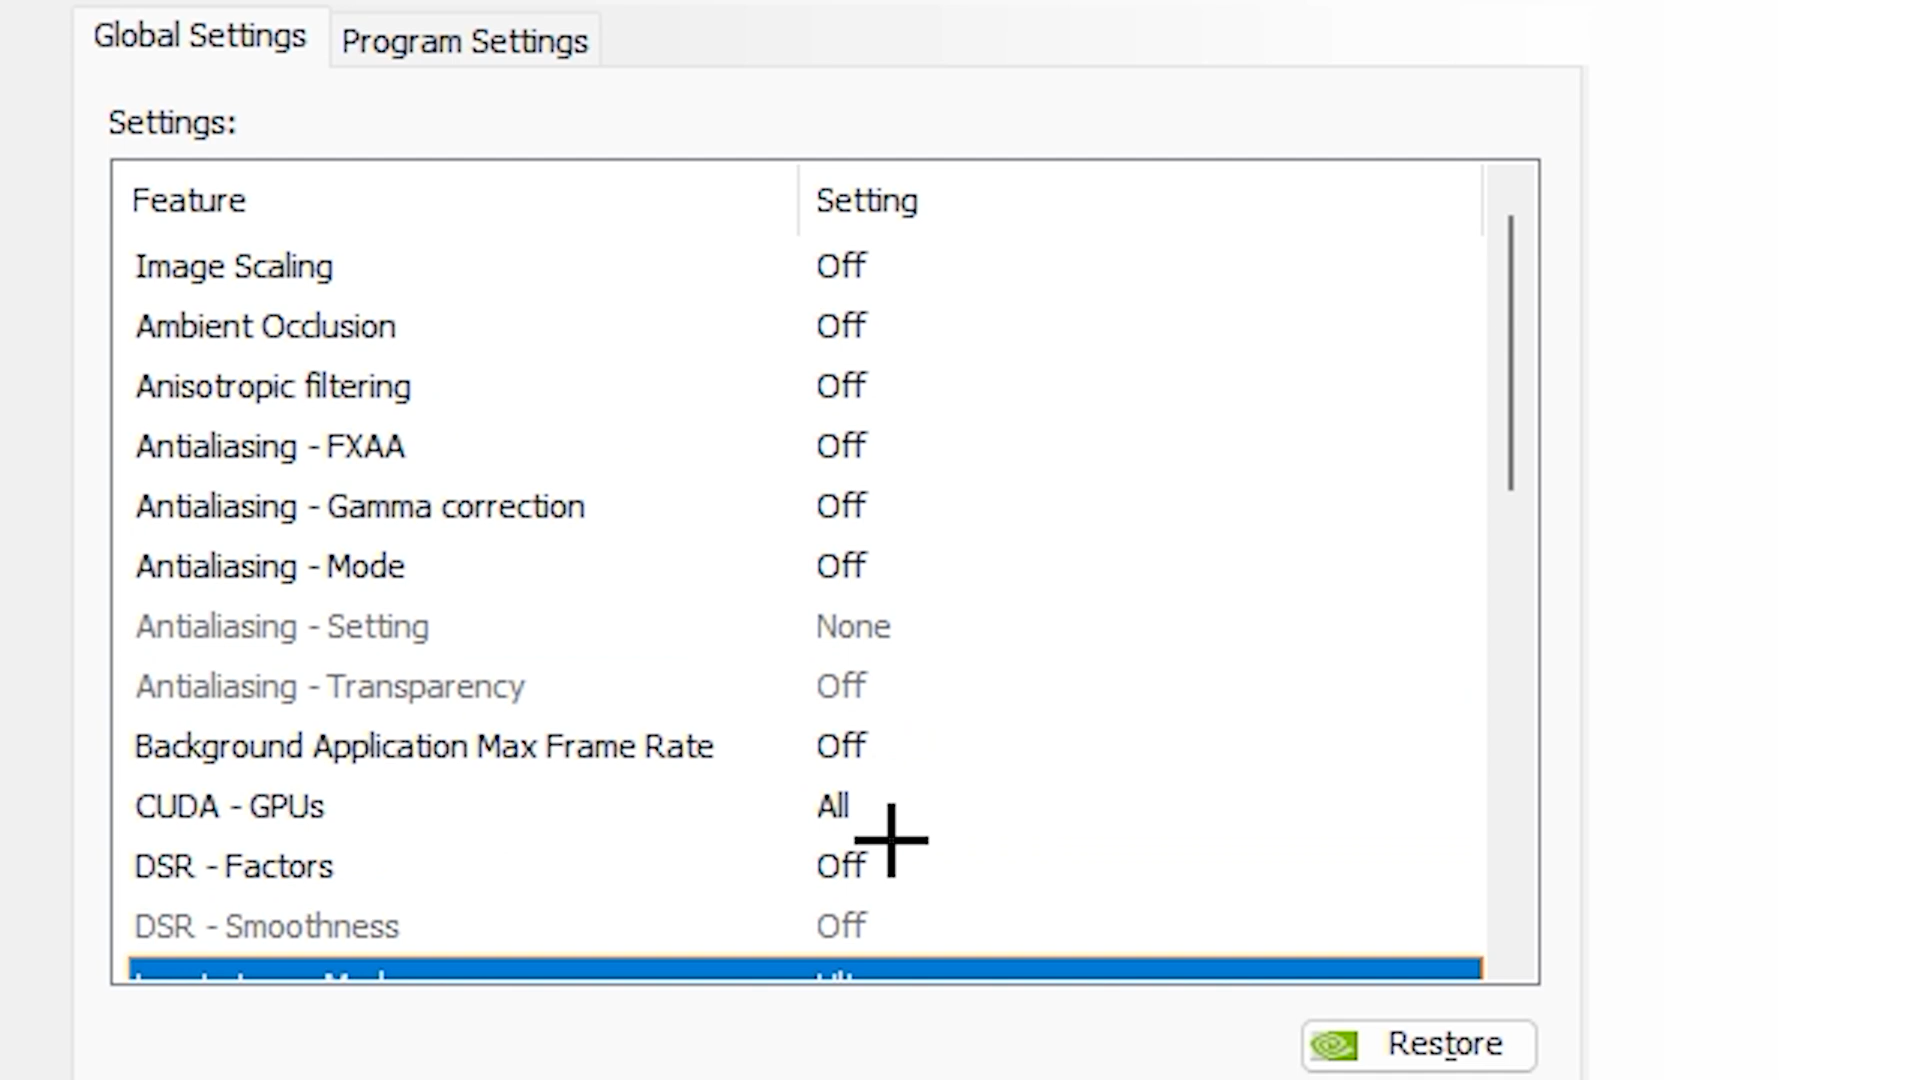 Global Settings
Program Settings
Settings:
Feature Setting
Image Scaling Off
Ambient Occlusion Off
Anisotropic filtering Off
Antialiasing - FXAA Off
Antialiasing - Gamma correction Off
Antialiasing - Mode Off
Antialiasing - Setting None
Antialiasing - Transparency Off
Background Application Max Frame Rate Off
CUDA - GPUs All
DSR - Factors Off
DSR - Smoothness Off
Restore